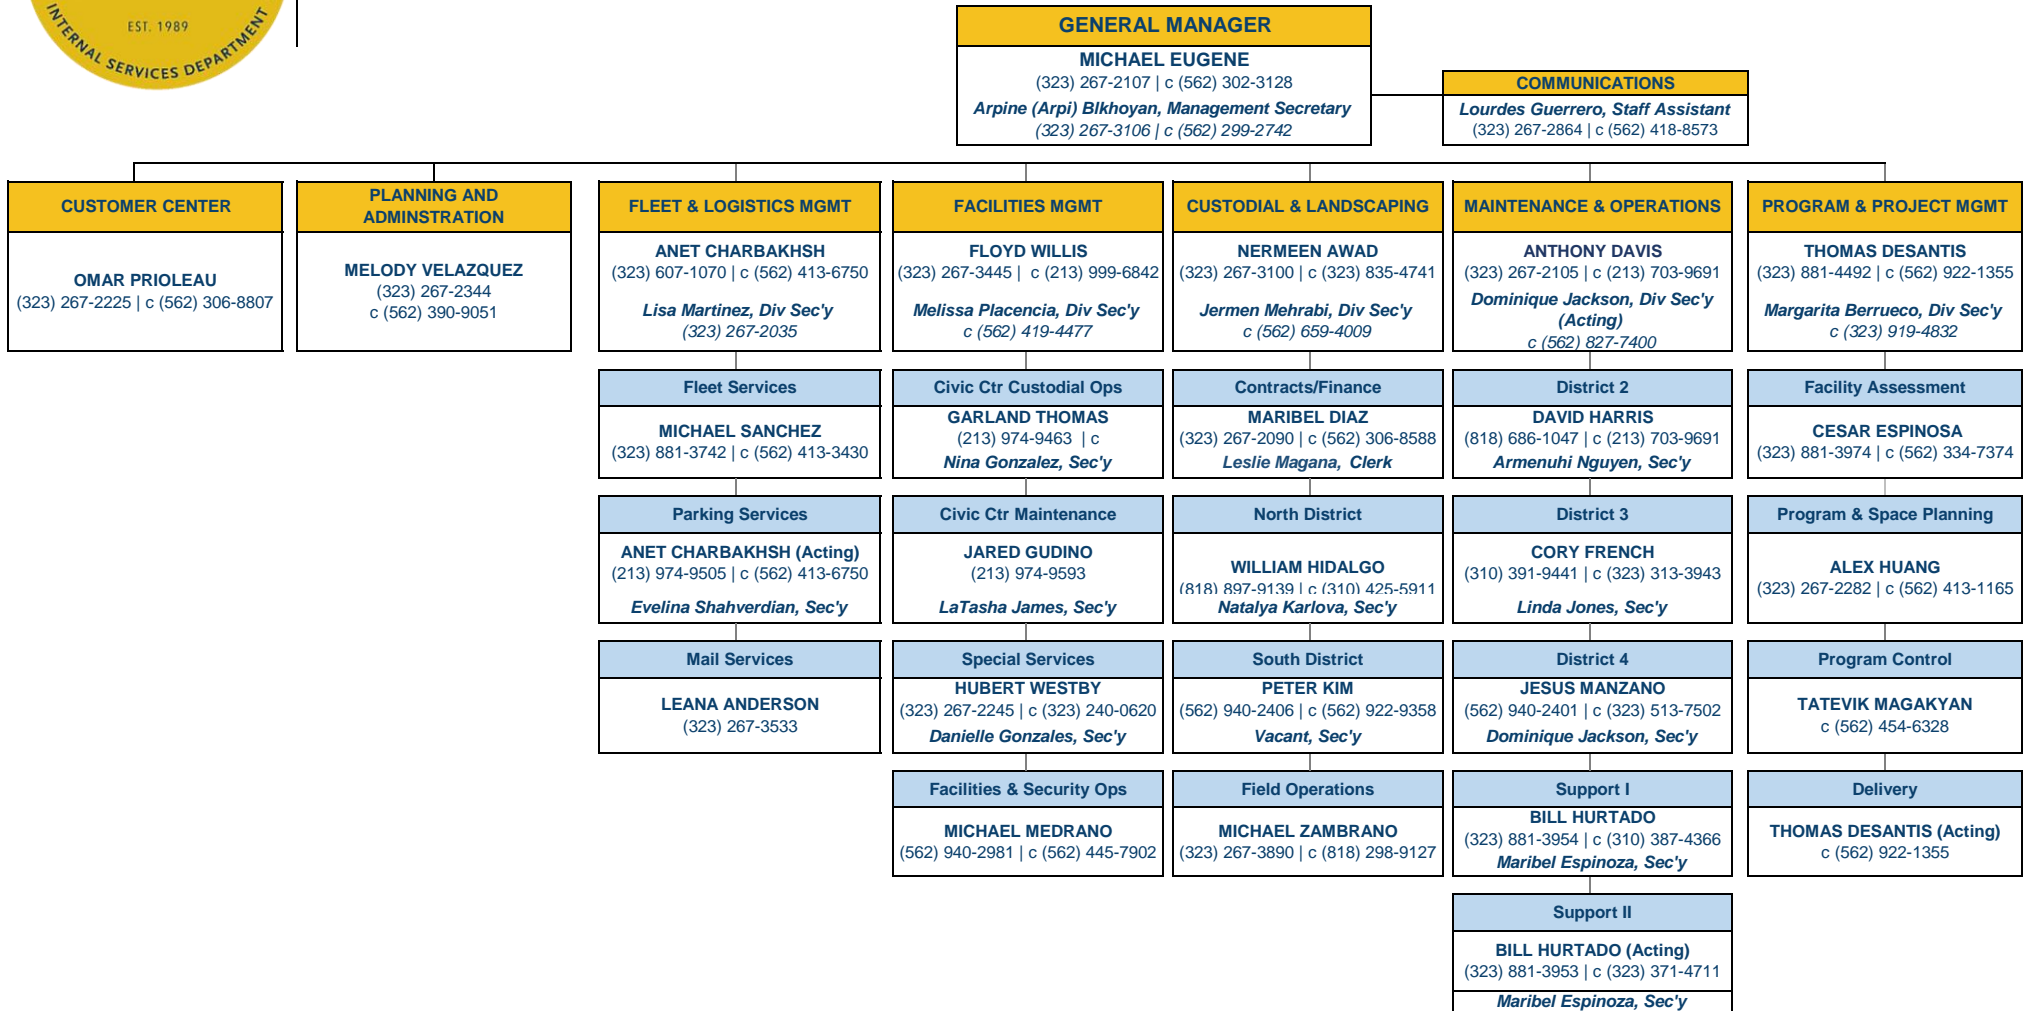 EST. 1989
INTERNAL SERVICES DEPARTMENT
GENERAL MANAGER
MICHAEL EUGENE
(323) 267-2107 | c (562) 302-3128
Arpine (Arpi) Blkhoyan, Management Secretary
(323) 267-3106 | c (562) 299-2742
COMMUNICATIONS
Lourdes Guerrero, Staff Assistant
(323) 267-2864 | c (562) 418-8573
CUSTOMER CENTER
OMAR PRIOLEAU
(323) 267-2225 | c (562) 306-8807
PLANNING AND
ADMINSTRATION
MELODY VELAZQUEZ
(323) 267-2344
c (562) 390-9051
FLEET & LOGISTICS MGMT
ANET CHARBAKHSH
(323) 607-1070 | c (562) 413-6750
Lisa Martinez, Div Sec'y
(323) 267-2035
Fleet Services
MICHAEL SANCHEZ
(323) 881-3742 | c (562) 413-3430
Parking Services
ANET CHARBAKHSH (Acting)
(213) 974-9505 | c (562) 413-6750
Evelina Shahverdian, Sec'y
Mail Services
LEANA ANDERSON
(323) 267-3533
FACILITIES MGMT
FLOYD WILLIS
(323) 267-3445 | c (213) 999-6842
Melissa Placencia, Div Sec'y
c (562) 419-4477
Civic Ctr Custodial Ops
GARLAND THOMAS
(213) 974-9463 | c
Nina Gonzalez, Sec'y
Civic Ctr Maintenance
JARED GUDINO
(213) 974-9593
LaTasha James, Sec'y
Special Services
HUBERT WESTBY
(323) 267-2245 | c (323) 240-0620
Danielle Gonzales, Sec'y
Facilities & Security Ops
MICHAEL MEDRANO
(562) 940-2981 | c (562) 445-7902
CUSTODIAL & LANDSCAPING
NERMEEN AWAD
(323) 267-3100 | c (323) 835-4741
Jermen Mehrabi, Div Sec'y
c (562) 659-4009
Contracts/Finance
MARIBEL DIAZ
(323) 267-2090 | c (562) 306-8588
Leslie Magana, Clerk
North District
WILLIAM HIDALGO
(818) 897-9139 | c (310) 425-5911
Natalya Karlova, Sec'y
South District
PETER KIM
(562) 940-2406 | c (562) 922-9358
Vacant, Sec'y
Field Operations
MICHAEL ZAMBRANO
(323) 267-3890 | c (818) 298-9127
MAINTENANCE & OPERATIONS
ANTHONY DAVIS
(323) 267-2105 | c (213) 703-9691
Dominique Jackson, Div Sec'y
(Acting)
c (562) 827-7400
District 2
DAVID HARRIS
(818) 686-1047 | c (213) 703-9691
Armenuhi Nguyen, Sec'y
District 3
CORY FRENCH
(310) 391-9441 | c (323) 313-3943
Linda Jones, Sec'y
District 4
JESUS MANZANO
(562) 940-2401 | c (323) 513-7502
Dominique Jackson, Sec'y
Support I
BILL HURTADO
(323) 881-3954 | c (310) 387-4366
Maribel Espinoza, Sec'y
Support II
BILL HURTADO (Acting)
(323) 881-3953 | c (323) 371-4711
Maribel Espinoza, Sec'y
PROGRAM & PROJECT MGMT
THOMAS DESANTIS
(323) 881-4492 | c (562) 922-1355
Margarita Berrueco, Div Sec'y
c (323) 919-4832
Facility Assessment
CESAR ESPINOSA
(323) 881-3974 | c (562) 334-7374
Program & Space Planning
ALEX HUANG
(323) 267-2282 | c (562) 413-1165
Program Control
TATEVIK MAGAKYAN
c (562) 454-6328
Delivery
THOMAS DESANTIS (Acting)
c (562) 922-1355